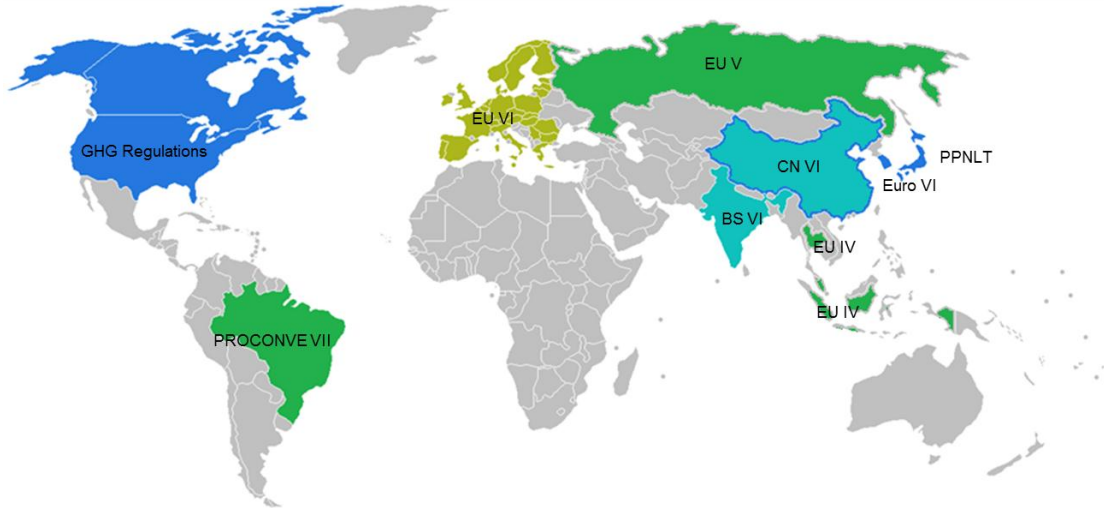 EU V
EU VI
GHG Regulations
PPNLT
CN VI
Euro VI
BS VI
EU IV
EU IV
PROCONVE VII